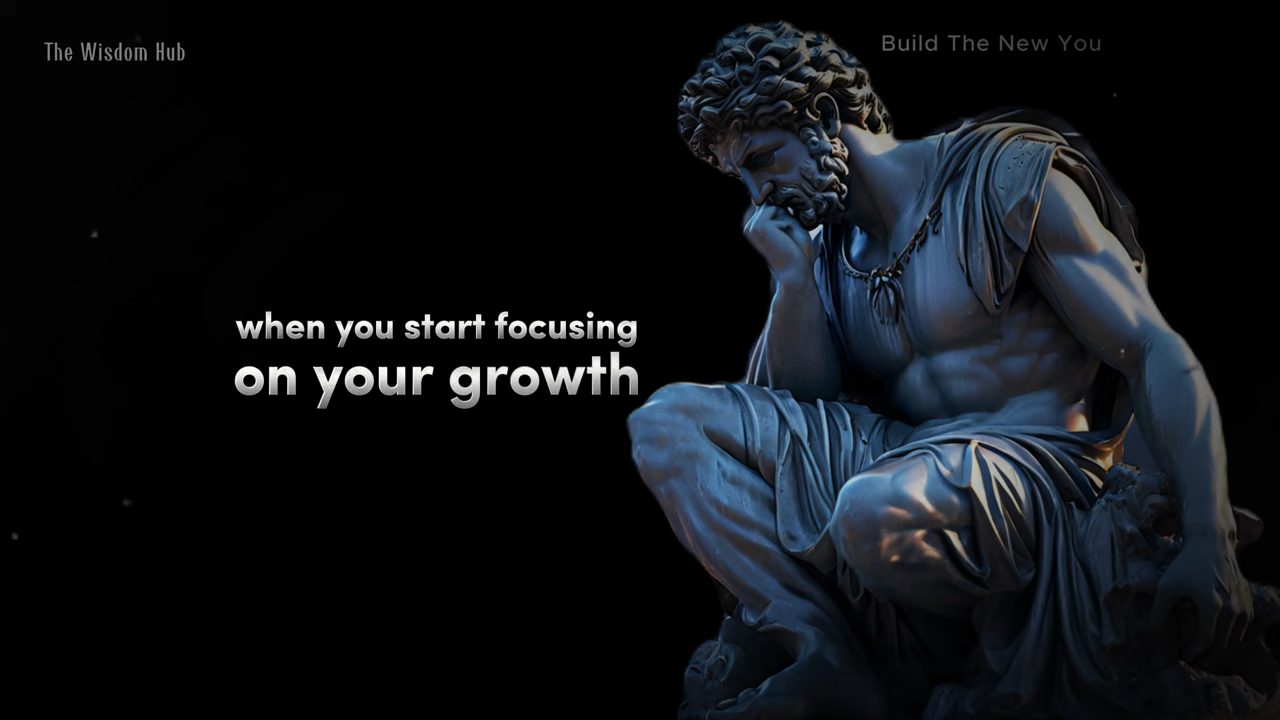 The Wisdom Hub
Build The New You
when you start focusing
on your growth